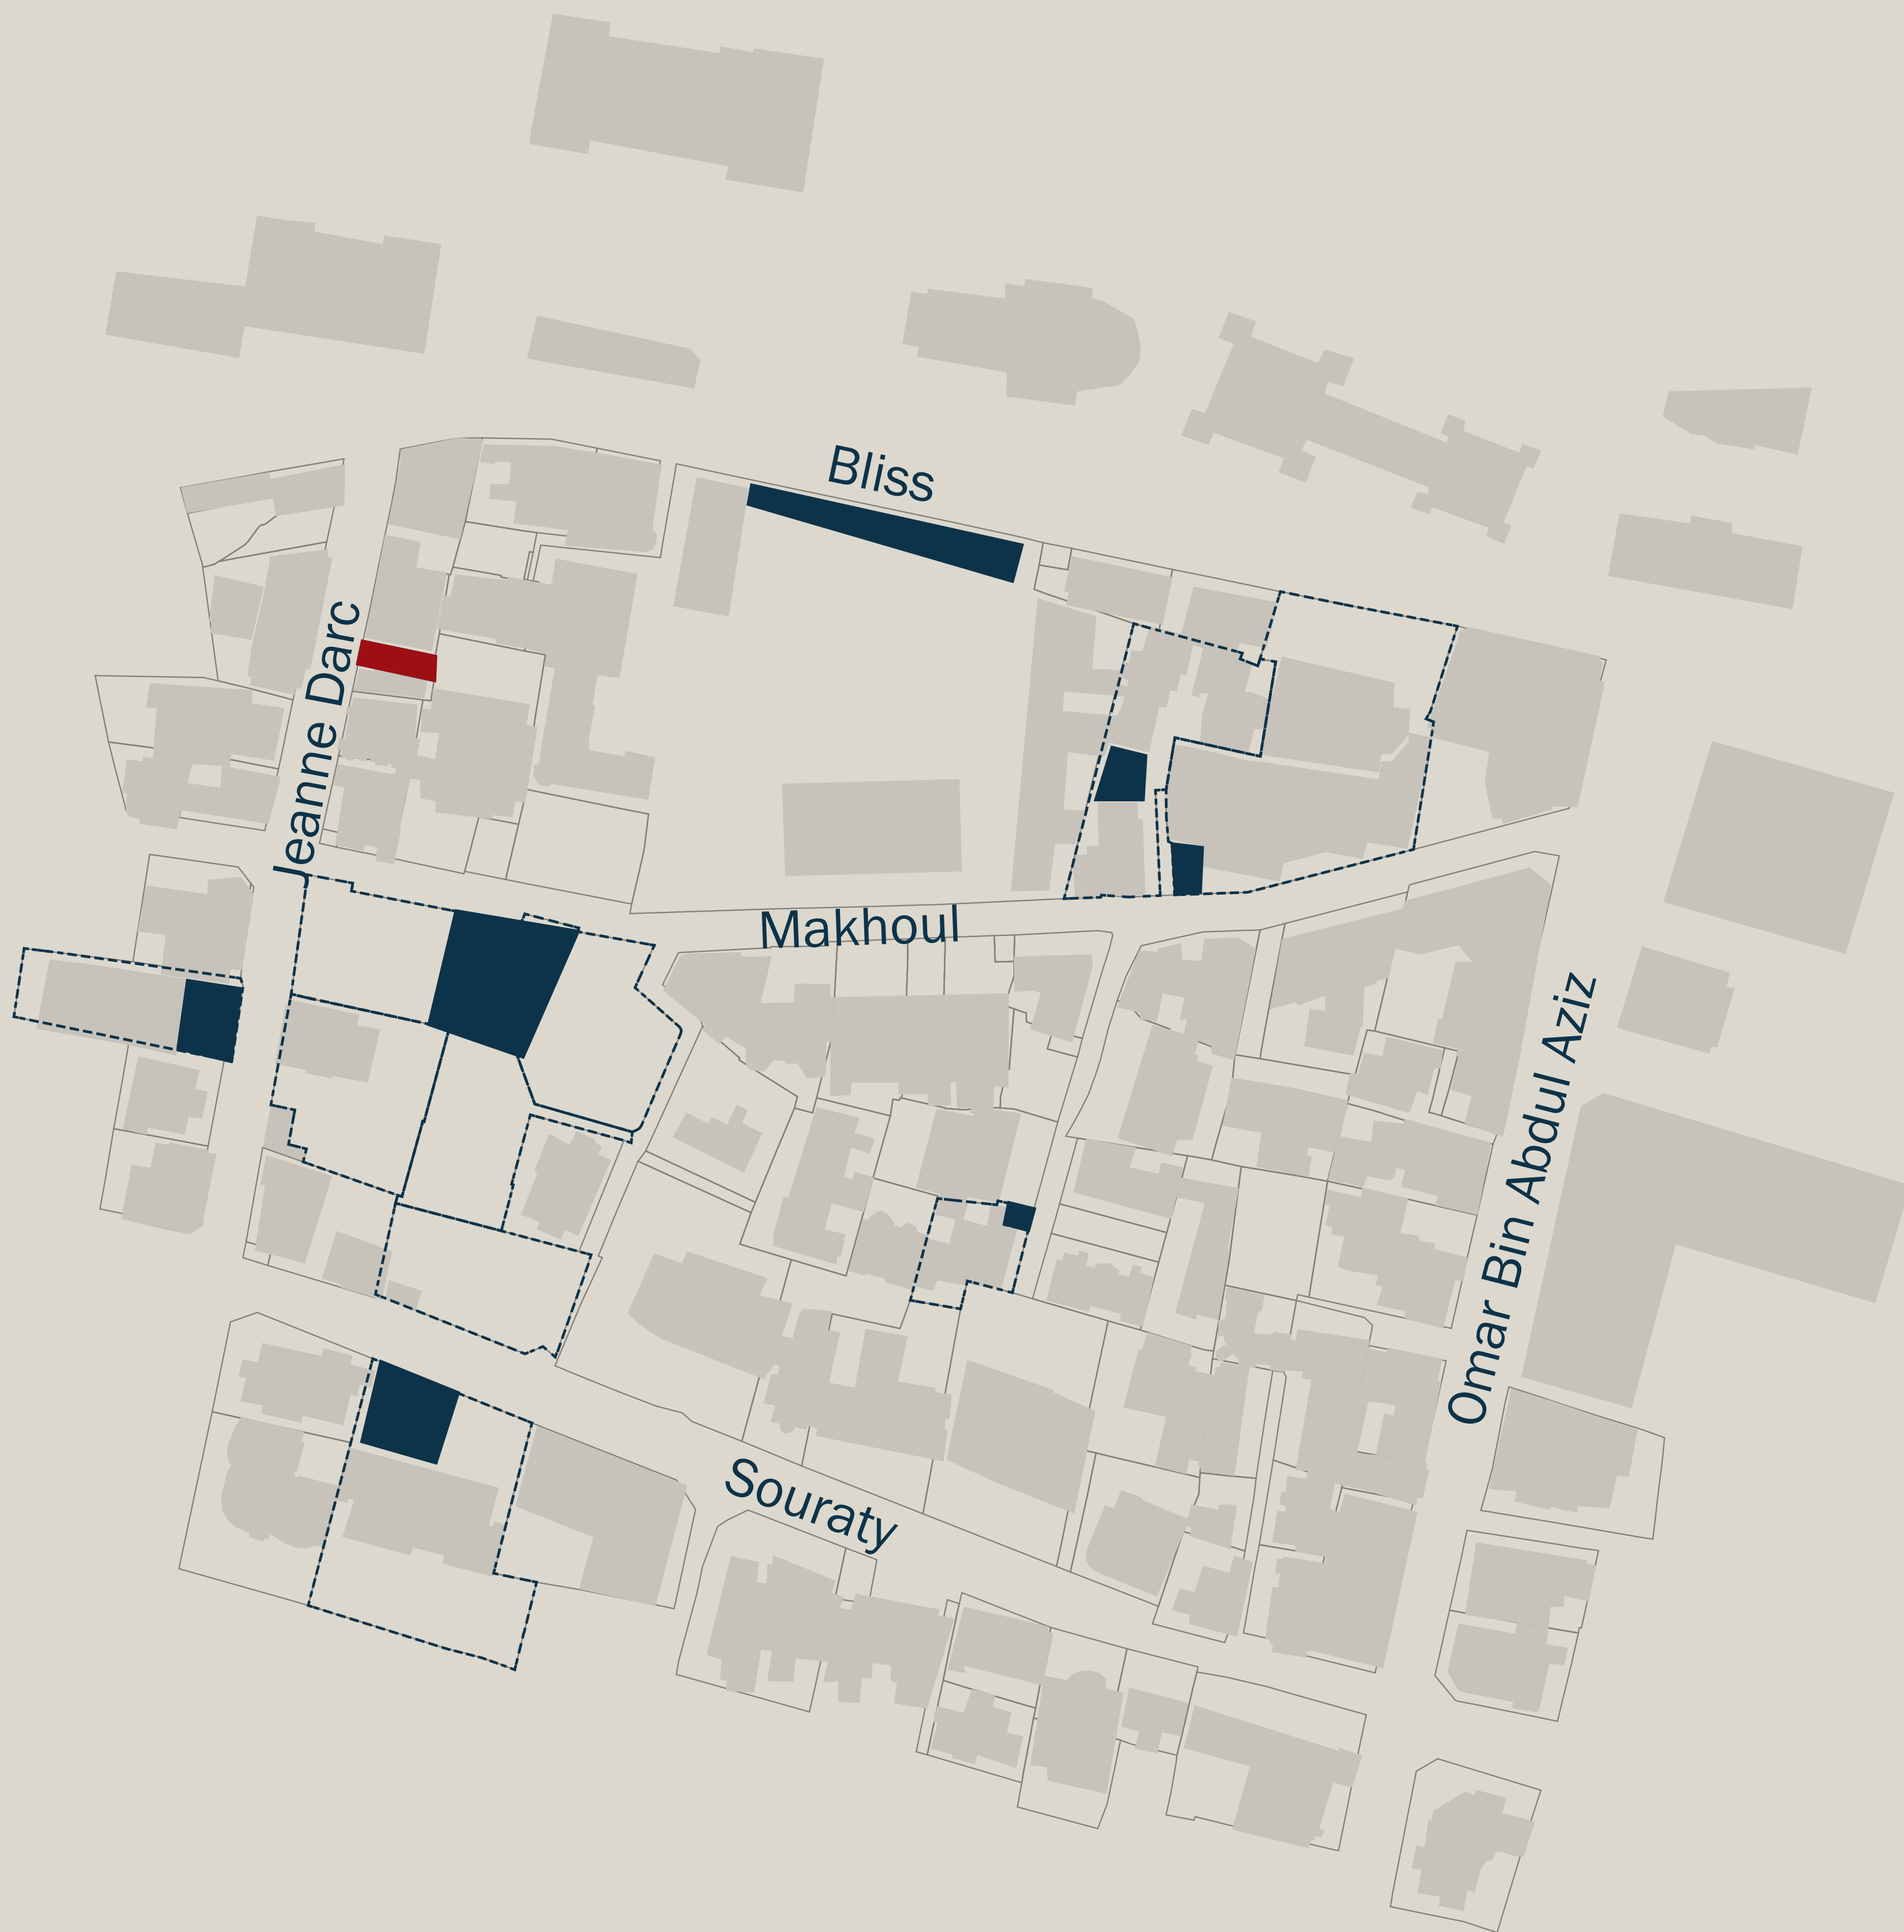 Bliss
Jeanne Darc
Makhoul
Omar Bin Abdul Aziz
Souraty